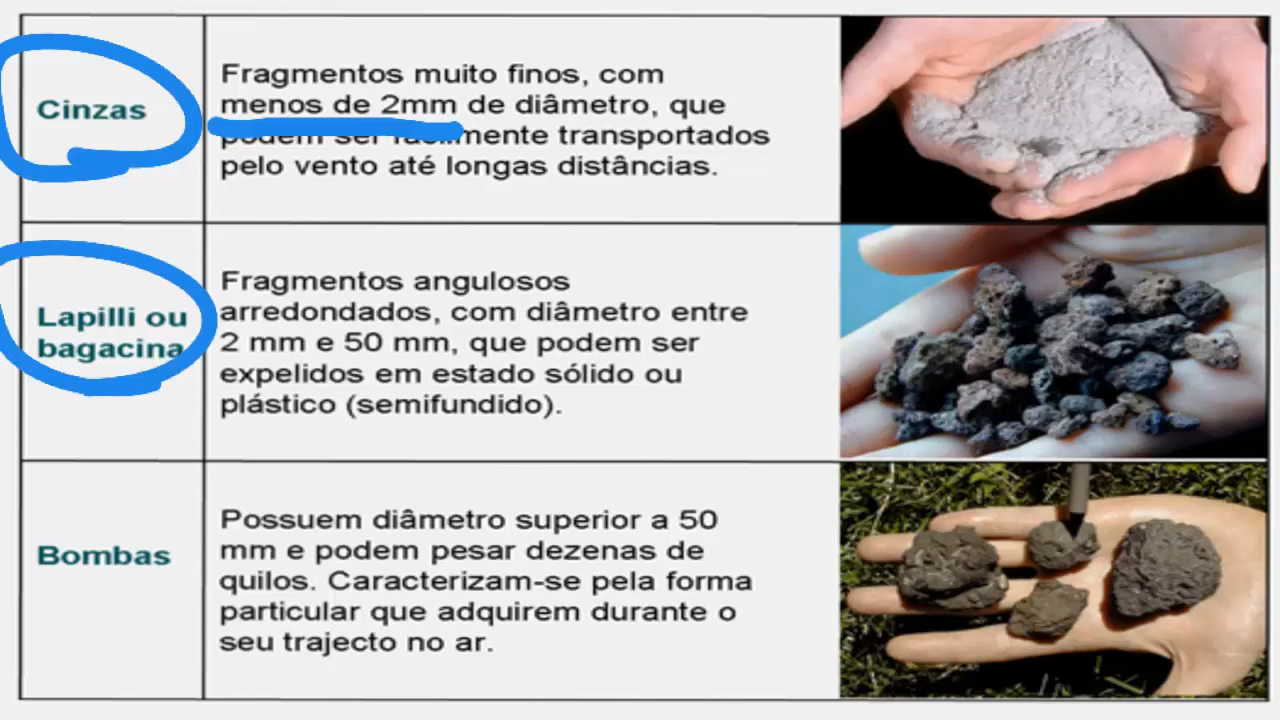 Cinzas
Fragmentos muito finos, com
menos de 2mm de diâmetro, que
podem ser facilmente transportados
pelo vento até longas distâncias.
Lapilli ou
bagacina
Fragmentos angulosos
arredondados, com diâmetro entre
2 mm e 50 mm, que podem ser
expelidos em estado sólido ou
plástico (semifundido).
Bombas
Possuem diâmetro superior a 50
mm e podem pesar dezenas de
quilos. Caracterizam-se pela forma
particular que adquirem durante o
seu trajecto no ar.